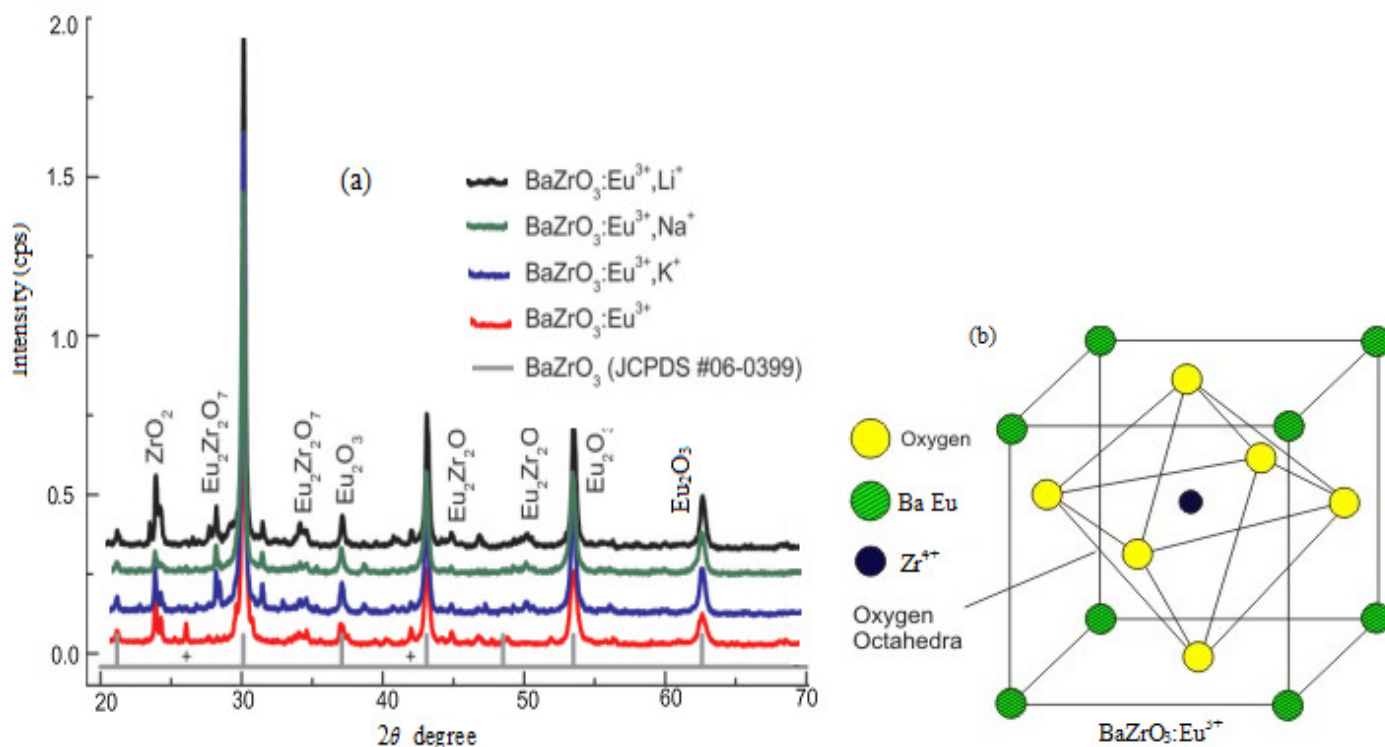 2.0
1.5
1.0
0.5
0.0
Intensity (cps)
(a)
BaZrO₃:Eu³⁺,Li⁺
BaZrO₃:Eu³⁺,Na⁺
BaZrO₃:Eu³⁺,K⁺
BaZrO₃:Eu³⁺
BaZrO₃ (JCPDS #06-0399)
ZrO₂
Eu₂Zr₂O₇
Eu₂Zr₂O₇
Eu₂O₃
Eu₂Zr₂O
Eu₂Zr₂O
Eu₂O₃
Eu₂O₃
+
+
20
30
40
50
60
70
2θ degree
(b)
Oxygen
Ba Eu
Zr⁴⁺
Oxygen
Octahedra
BaZrO₃:Eu³⁺